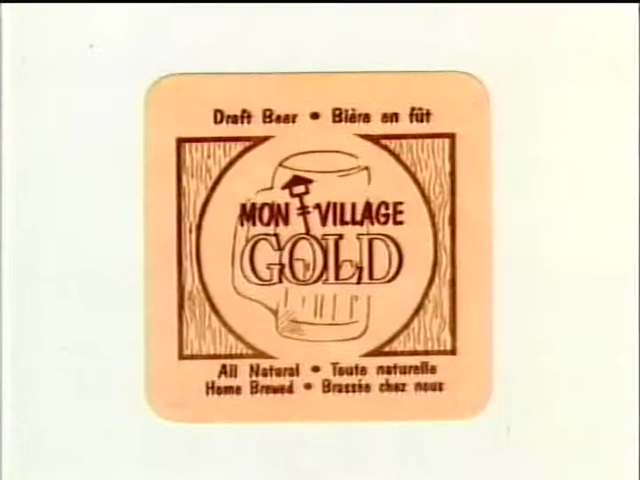 Draft Beer • Bière en fût
MON VILLAGE
GOLD
All Natural • Toute naturelle
Home Brewed • Brassée chez nous